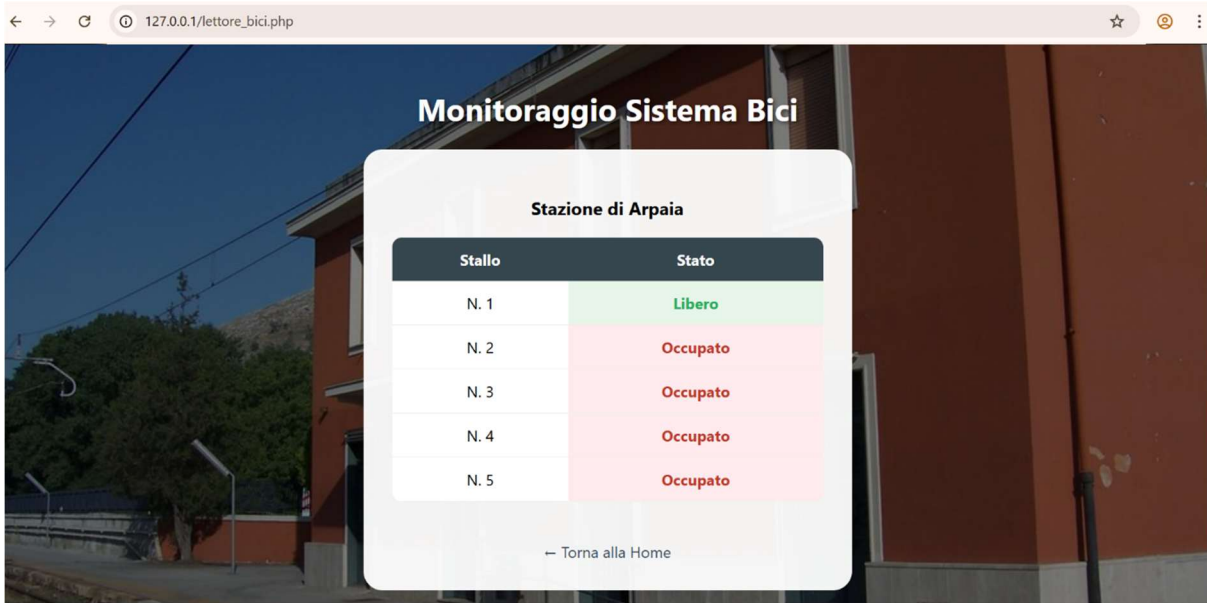 127.0.0.1/lettore_bici.php
Monitoraggio Sistema Bici
Stazione di Arpaia
Stallo Stato
N. 1 Libero
N. 2 Occupato
N. 3 Occupato
N. 4 Occupato
N. 5 Occupato
← Torna alla Home